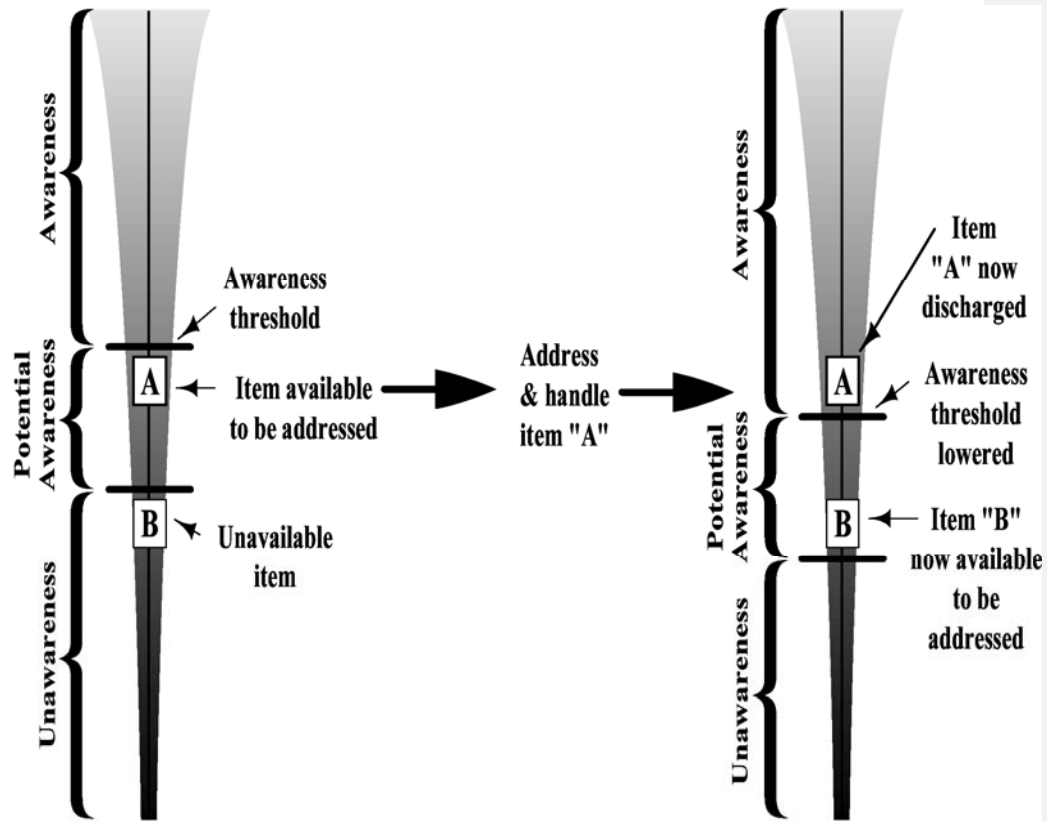 Awareness
Awareness
threshold
Potential
Awareness
A
Item available
to be addressed
B
Unavailable
item
Unawareness
Address
& handle
item "A"
Awareness
Item
"A" now
discharged
A
Awareness
threshold
lowered
Potential
Awareness
B
Item "B"
now available
to be
addressed
Unawareness